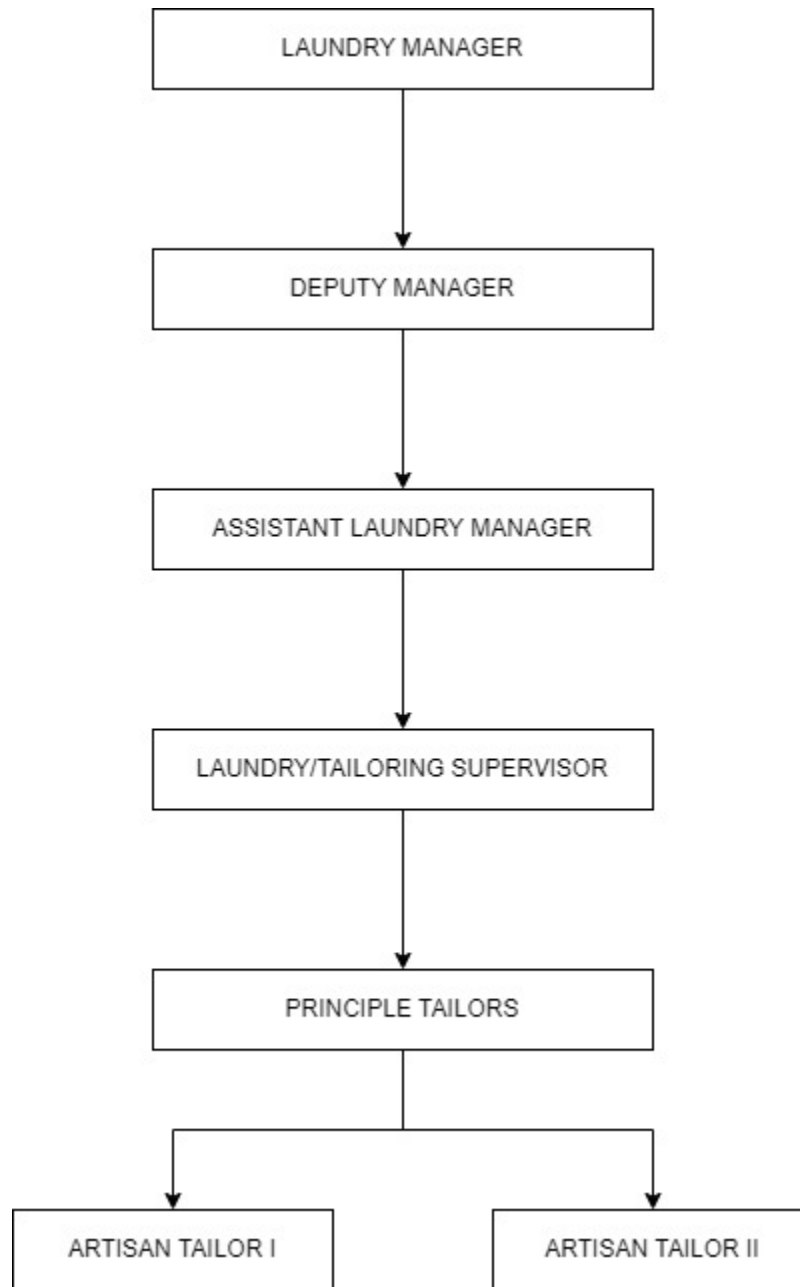 LAUNDRY MANAGER
DEPUTY MANAGER
ASSISTANT LAUNDRY MANAGER
LAUNDRY/TAILORING SUPERVISOR
PRINCIPLE TAILORS
ARTISAN TAILOR I
ARTISAN TAILOR II